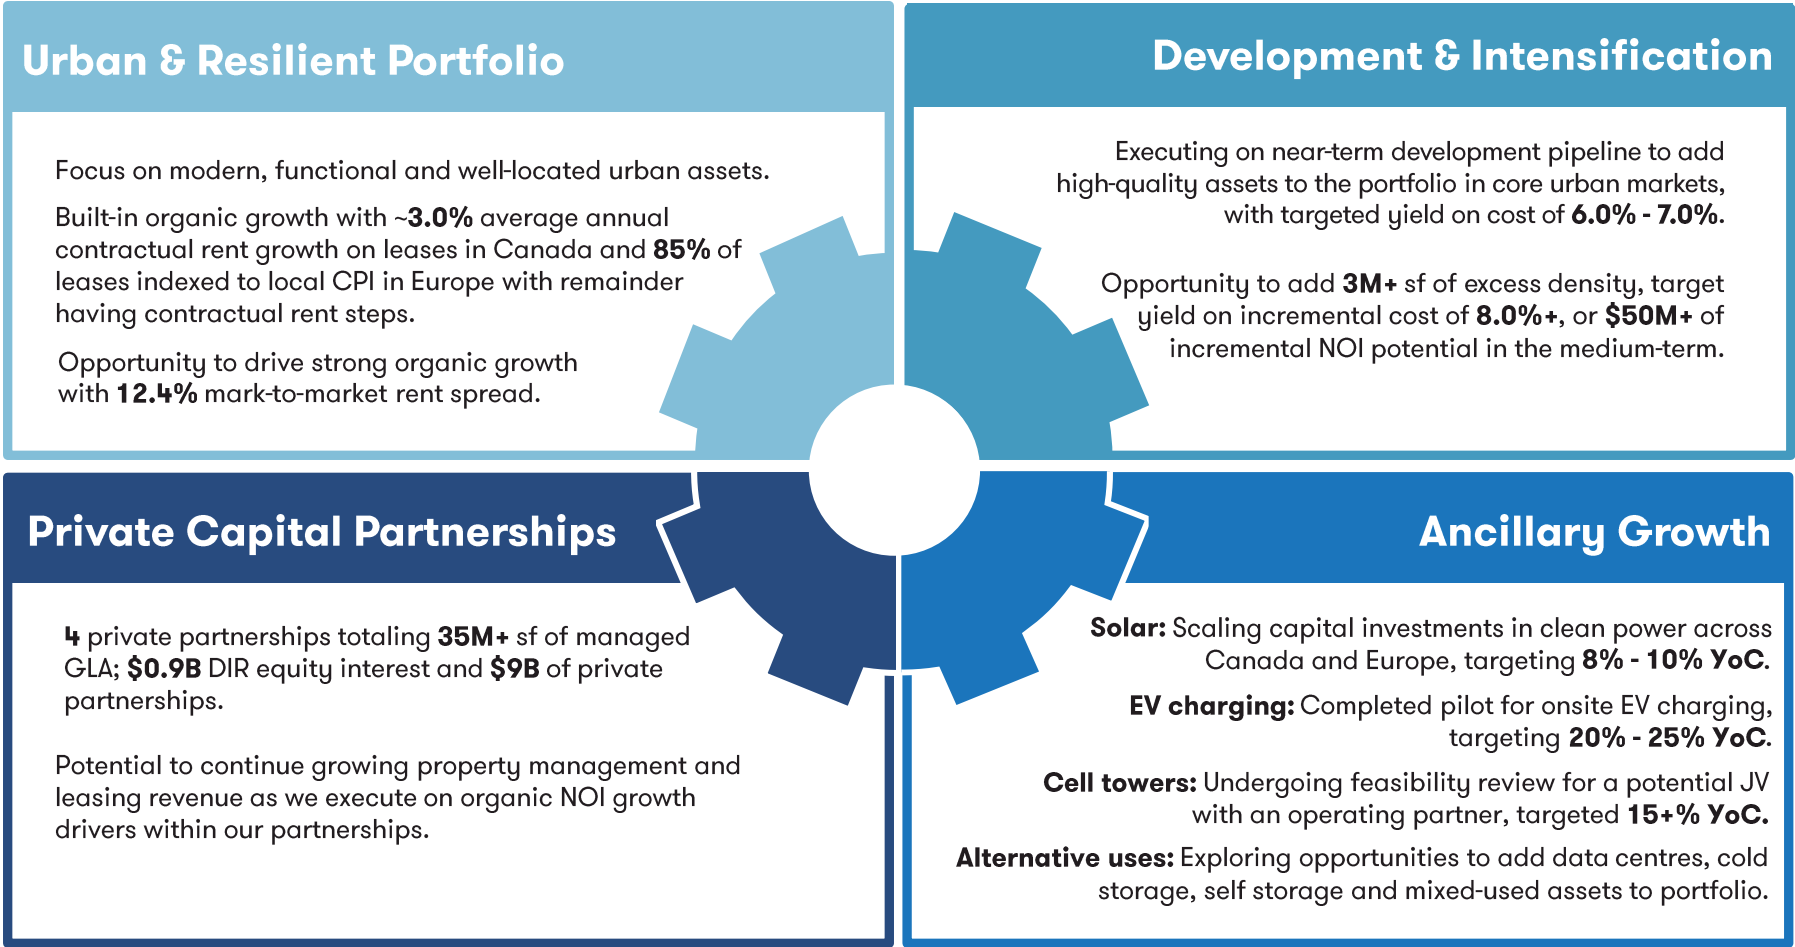 Urban & Resilient Portfolio
Focus on modern, functional and well-located urban assets.
Built-in organic growth with ~3.0% average annual
contractual rent growth on leases in Canada and 85% of
leases indexed to local CPI in Europe with remainder
having contractual rent steps.
Opportunity to drive strong organic growth
with 12.4% mark-to-market rent spread.
Development & Intensification
Executing on near-term development pipeline to add
high-quality assets to the portfolio in core urban markets,
with targeted yield on cost of 6.0% - 7.0%.
Opportunity to add 3M+ sf of excess density, target
yield on incremental cost of 8.0%+, or $50M+ of
incremental NOI potential in the medium-term.
Private Capital Partnerships
4 private partnerships totaling 35M+ sf of managed
GLA; $0.9B DIR equity interest and $9B of private
partnerships.
Potential to continue growing property management and
leasing revenue as we execute on organic NOI growth
drivers within our partnerships.
Ancillary Growth
Solar: Scaling capital investments in clean power across
Canada and Europe, targeting 8% - 10% YoC.
EV charging: Completed pilot for onsite EV charging,
targeting 20% - 25% YoC.
Cell towers: Undergoing feasibility review for a potential JV
with an operating partner, targeted 15+% YoC.
Alternative uses: Exploring opportunities to add data centres, cold
storage, self storage and mixed-used assets to portfolio.